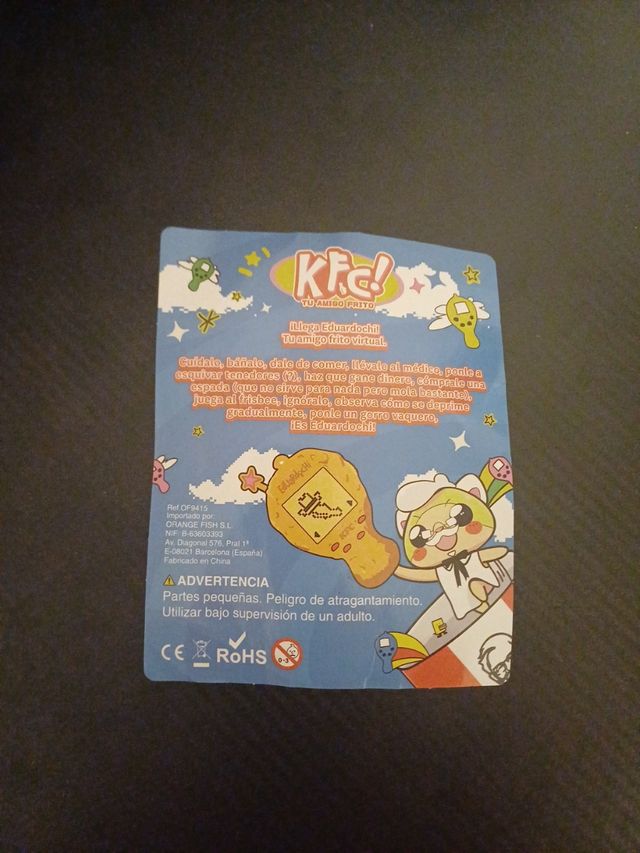 KFC!
TU AMIGO FRITO
¡Llega Eduardochi!
Tu amigo frito virtual.
Cuídalo, báñalo, dale de comer, llévalo al médico, ponle a
esquivar tenedores (?), haz que gane dinero, cómprale una
espada (que no sirve para nada pero mola bastante),
juega al frisbee, ignóralo, observa cómo se deprime
gradualmente, ponle un gorro vaquero,
¡Es Eduardochi!
EDUARDOCHI
KFC
Ref OF9415
Importado por:
ORANGE FISH S.L.
NIF: B-63603393
Av. Diagonal 576, Pral 1ª
E-08021 Barcelona (España)
Fabricado en China
ADVERTENCIA
Partes pequeñas. Peligro de atragantamiento.
Utilizar bajo supervisión de un adulto.
CE RoHS 0-3